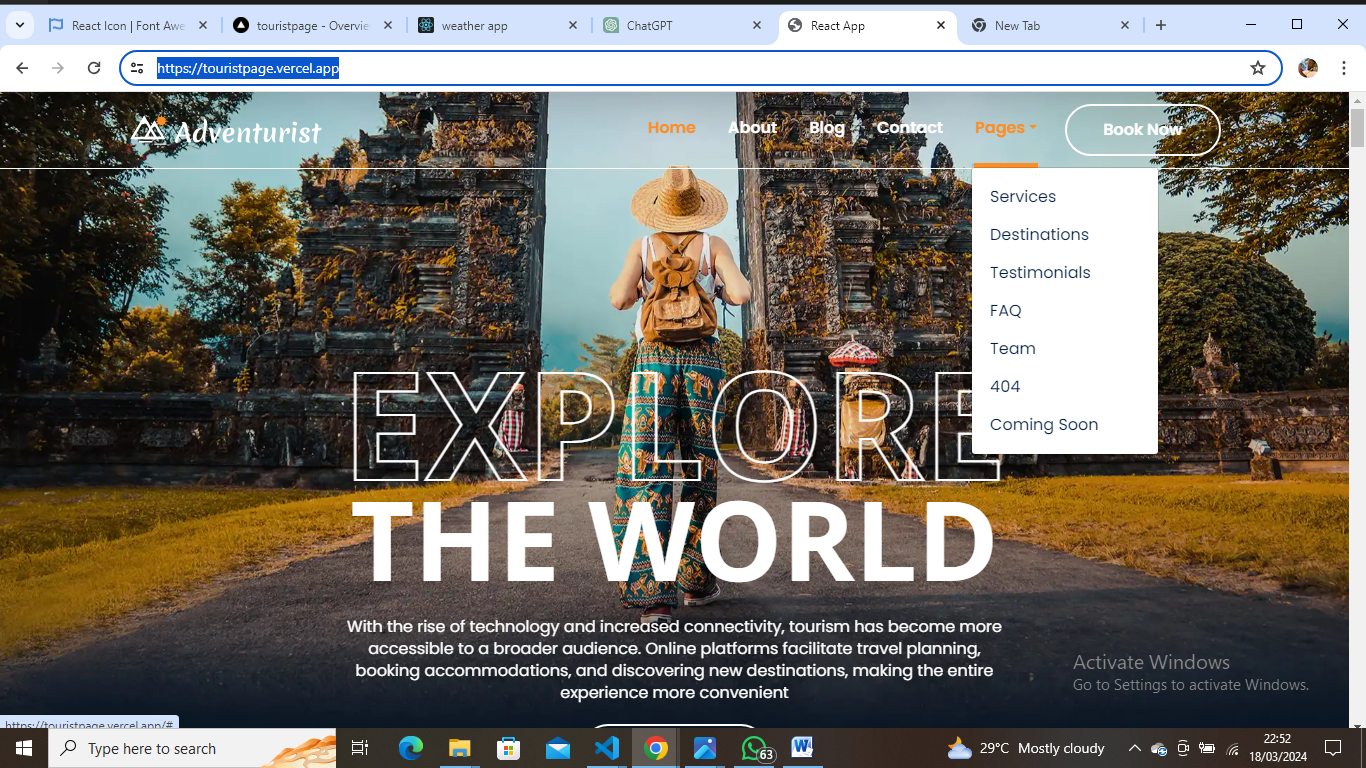 React Icon | Font Awe
touristpage - Overvie
weather app
ChatGPT
React App
New Tab
https://touristpage.vercel.app
Adventurist
Home About Blog Contact Pages Book Now
Services
Destinations
Testimonials
FAQ
Team
404
Coming Soon
EXPLORE
THE WORLD
With the rise of technology and increased connectivity, tourism has become more
accessible to a broader audience. Online platforms facilitate travel planning,
booking accommodations, and discovering new destinations, making the entire
experience more convenient
Activate Windows
Go to Settings to activate Windows.
https://touristpage.vercel.app/#
Type here to search
63
29°C Mostly cloudy
22:52
18/03/2024